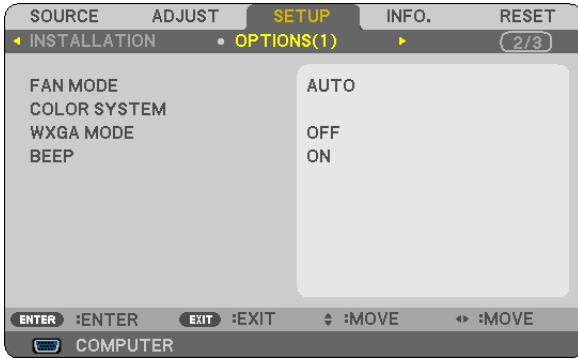 SOURCE ADJUST SETUP INFO. RESET
INSTALLATION • OPTIONS(1) 2/3
FAN MODE AUTO
COLOR SYSTEM
WXGA MODE OFF
BEEP ON
ENTER :ENTER EXIT :EXIT :MOVE :MOVE
COMPUTER